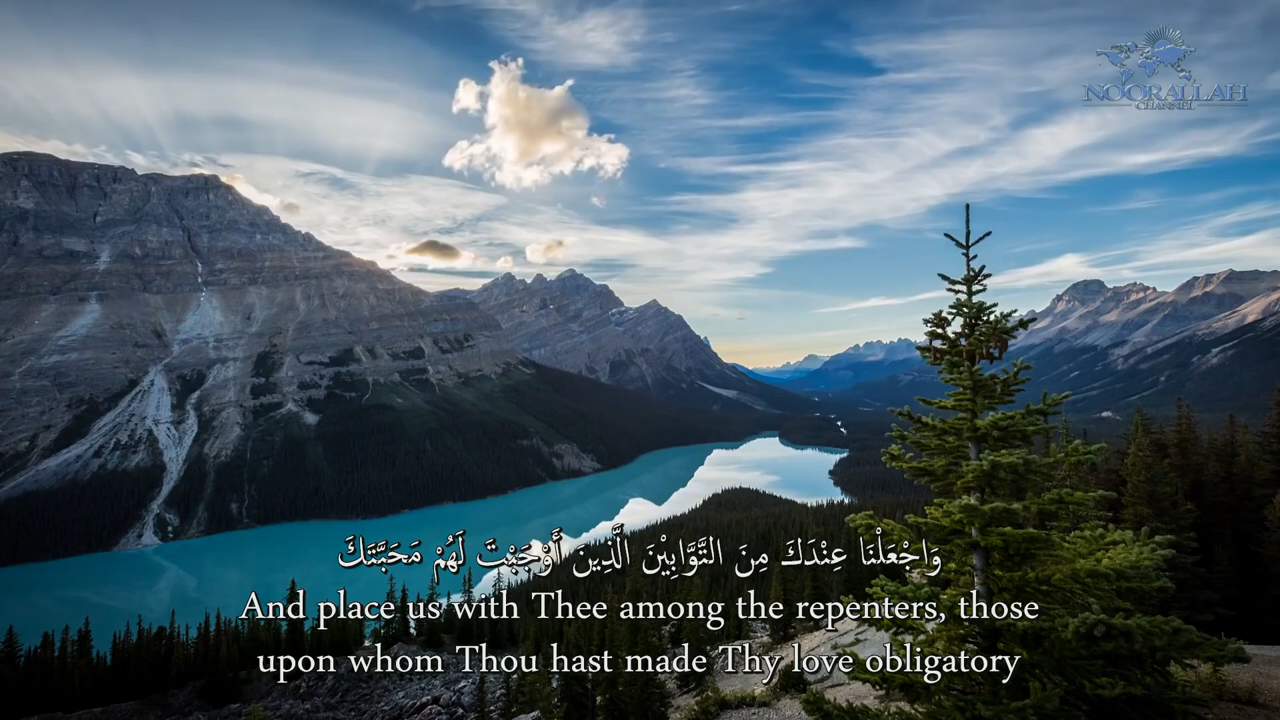 NOORALLAH
CHANNEL
وَاجْعَلْنَا عِنْدَكَ مِنَ التَّوَّابِيْنَ الَّذِينَ أَوْجَبْتَ لَهُمْ مَحَبَّتَكَ
And place us with Thee among the repenters, those
upon whom Thou hast made Thy love obligatory